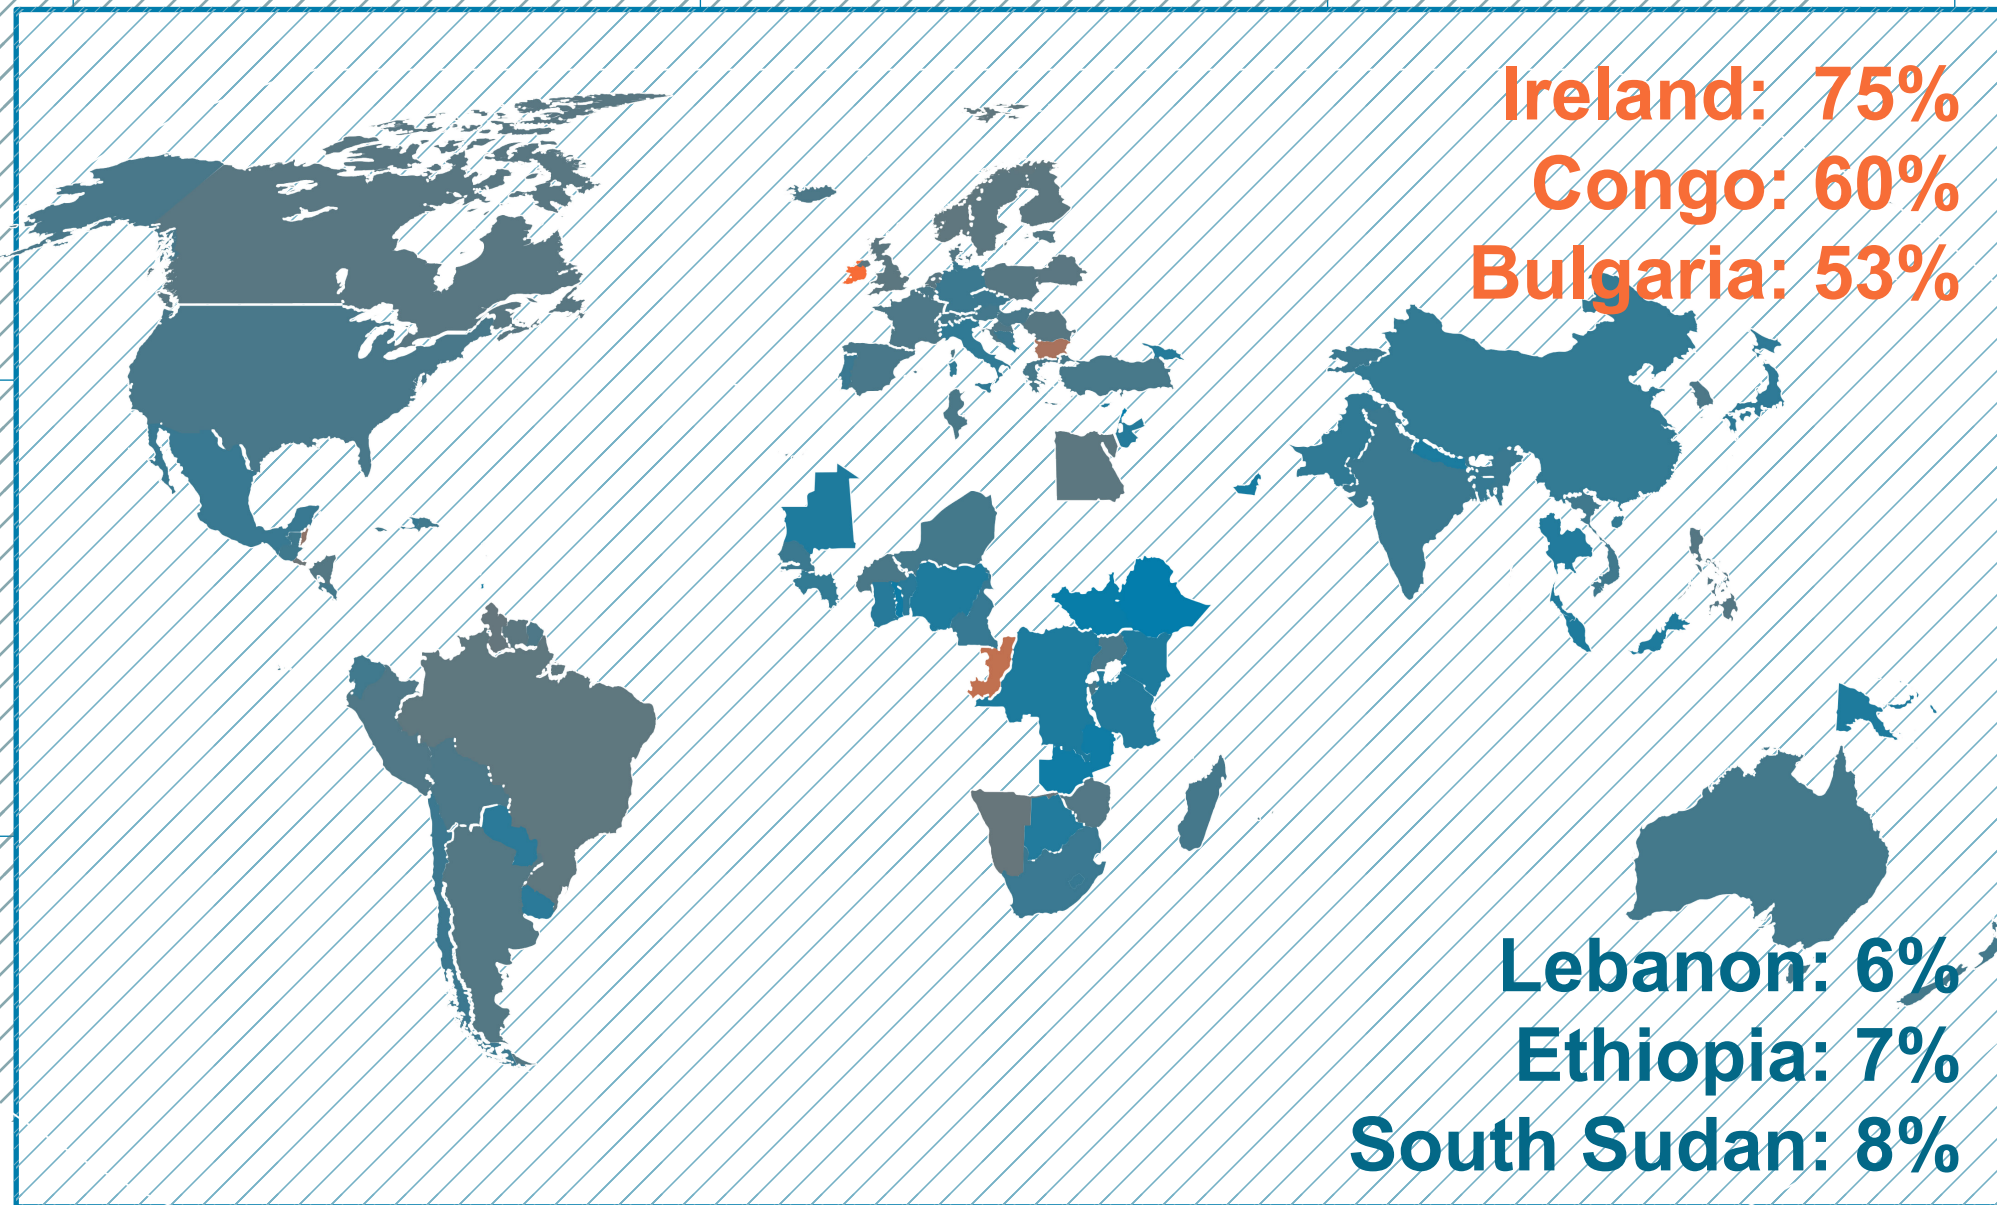 Ireland: 75%
Congo: 60%
Bulgaria: 53%
Lebanon: 6%
Ethiopia: 7%
South Sudan: 8%